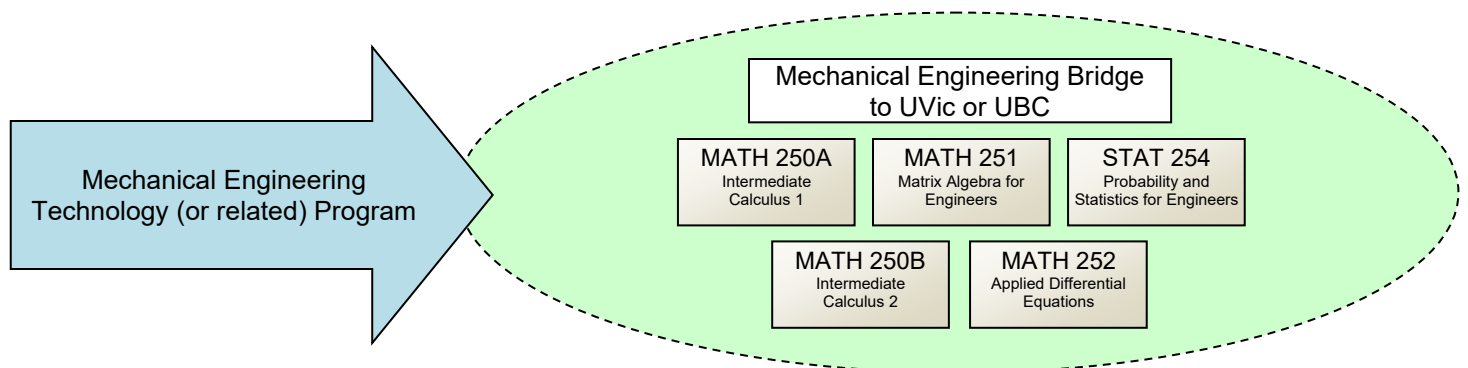 Mechanical Engineering Bridge
to UVic or UBC
Mechanical Engineering
Technology (or related) Program
MATH 250A
Intermediate
Calculus 1
MATH 251
Matrix Algebra for
Engineers
STAT 254
Probability and
Statistics for Engineers
MATH 250B
Intermediate
Calculus 2
MATH 252
Applied Differential
Equations